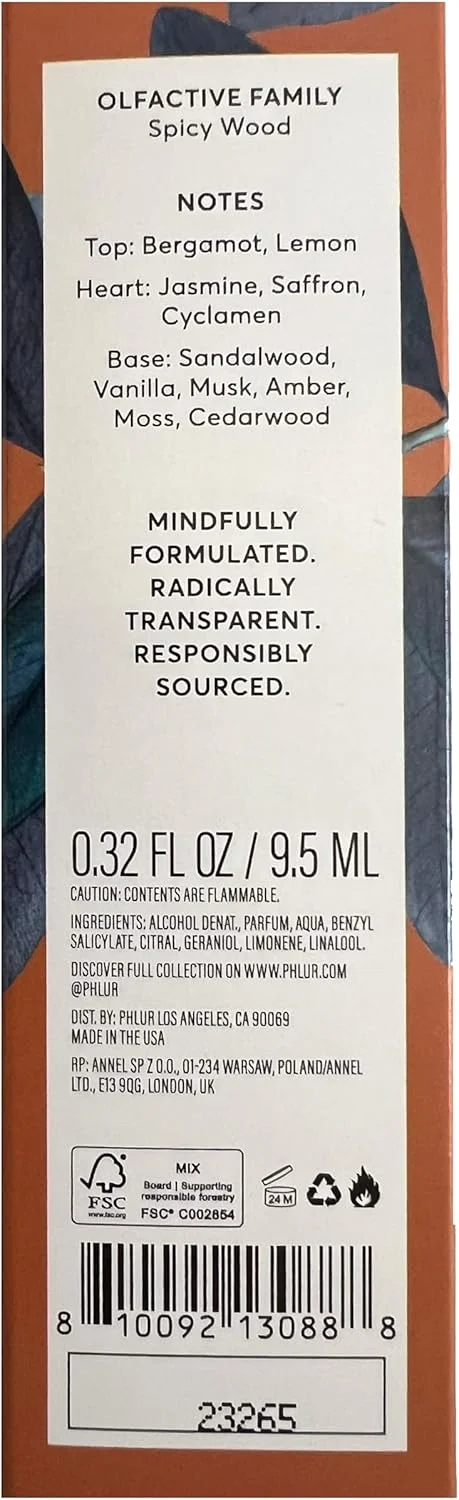 OLFACTIVE FAMILY
Spicy Wood
NOTES
Top: Bergamot, Lemon
Heart: Jasmine, Saffron,
Cyclamen
Base: Sandalwood,
Vanilla, Musk, Amber,
Moss, Cedarwood
MINDFULLY
FORMULATED.
RADICALLY
TRANSPARENT.
RESPONSIBLY
SOURCED.
0.32 FL OZ / 9.5 ML
CAUTION: CONTENTS ARE FLAMMABLE.
INGREDIENTS: ALCOHOL DENAT., PARFUM, AQUA, BENZYL
SALICYLATE, CITRAL, GERANIOL, LIMONENE, LINALOOL.
DISCOVER FULL COLLECTION ON WWW.PHLUR.COM
@PHLUR
DIST. BY: PHLUR LOS ANGELES, CA 90069
MADE IN THE USA
RP: ANNEL SP Z O.O., 01-234 WARSAW, POLAND/ANNEL
LTD., E13 9QG, LONDON, UK
FSC
www.fsc.org
MIX
Board | Supporting
responsible forestry
FSC® C002854
24 M
8 10092 13088 8
23265